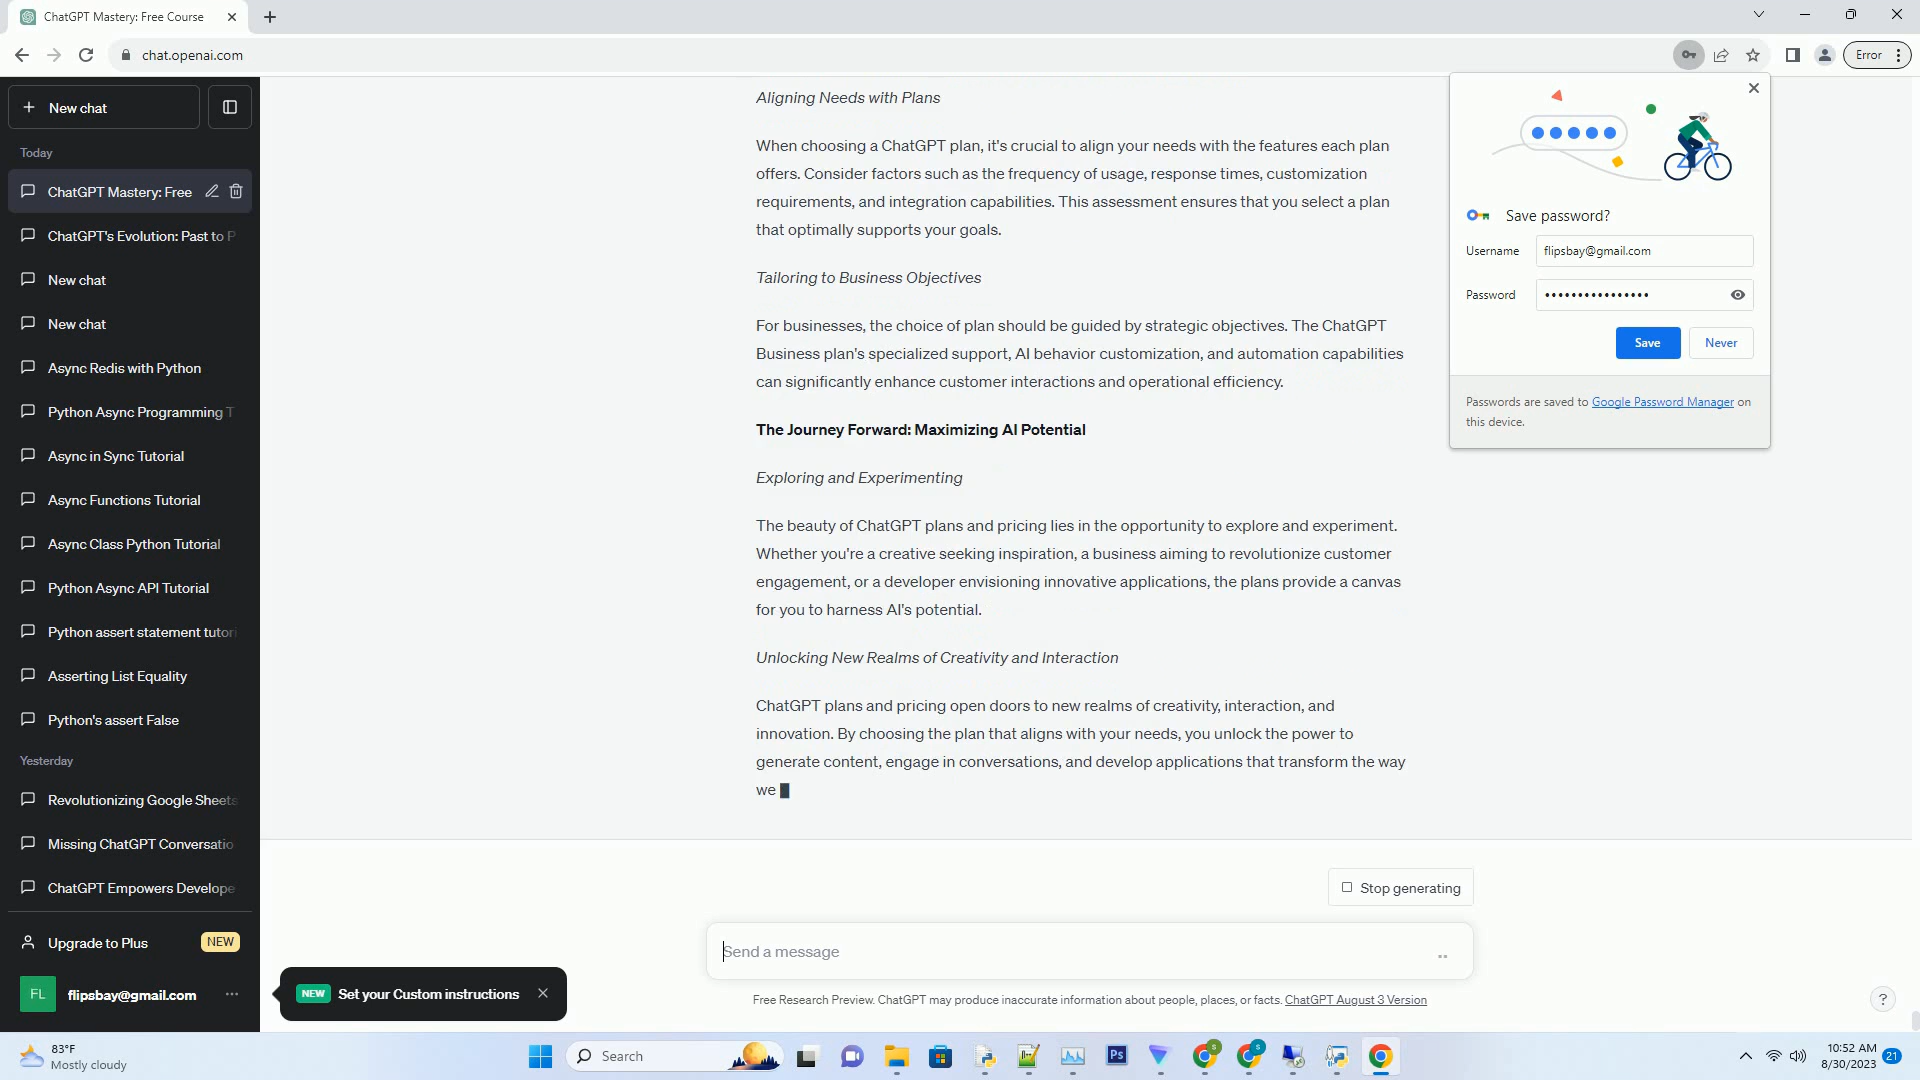 ChatGPT Mastery: Free Course
chat.openai.com
Error
New chat
Today
ChatGPT Mastery: Free
ChatGPT's Evolution: Past to P
New chat
New chat
Async Redis with Python
Python Async Programming T
Async in Sync Tutorial
Async Functions Tutorial
Async Class Python Tutorial
Python Async API Tutorial
Python assert statement tutori
Asserting List Equality
Python's assert False
Yesterday
Revolutionizing Google Sheets
Missing ChatGPT Conversatio
ChatGPT Empowers Develope
Upgrade to Plus NEW
FL flipsbay@gmail.com
Aligning Needs with Plans
When choosing a ChatGPT plan, it's crucial to align your needs with the features each plan
offers. Consider factors such as the frequency of usage, response times, customization
requirements, and integration capabilities. This assessment ensures that you select a plan
that optimally supports your goals.
Tailoring to Business Objectives
For businesses, the choice of plan should be guided by strategic objectives. The ChatGPT
Business plan's specialized support, AI behavior customization, and automation capabilities
can significantly enhance customer interactions and operational efficiency.
The Journey Forward: Maximizing AI Potential
Exploring and Experimenting
The beauty of ChatGPT plans and pricing lies in the opportunity to explore and experiment.
Whether you're a creative seeking inspiration, a business aiming to revolutionize customer
engagement, or a developer envisioning innovative applications, the plans provide a canvas
for you to harness AI's potential.
Unlocking New Realms of Creativity and Interaction
ChatGPT plans and pricing open doors to new realms of creativity, interaction, and
innovation. By choosing the plan that aligns with your needs, you unlock the power to
generate content, engage in conversations, and develop applications that transform the way
we
Save password?
Username flipsbay@gmail.com
Password ••••••••••••••••
Save Never
Passwords are saved to Google Password Manager on
this device.
Stop generating
Send a message
NEW Set your Custom instructions
Free Research Preview. ChatGPT may produce inaccurate information about people, places, or facts. ChatGPT August 3 Version
?
83°F
Mostly cloudy
Search
Ps
S
S
10:52 AM
8/30/2023
21